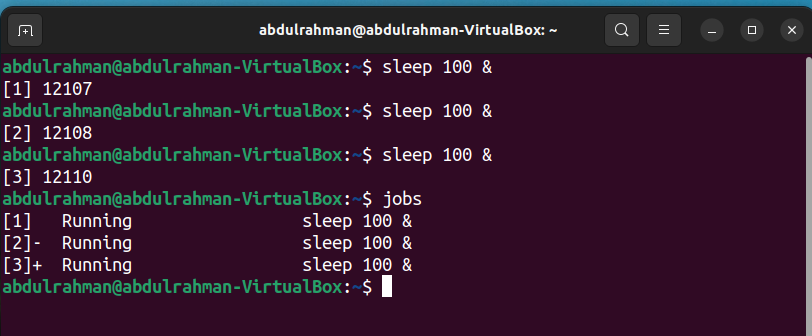 abdulrahman@abdulrahman-VirtualBox: ~
abdulrahman@abdulrahman-VirtualBox:~$ sleep 100 &
[1] 12107
abdulrahman@abdulrahman-VirtualBox:~$ sleep 100 &
[2] 12108
abdulrahman@abdulrahman-VirtualBox:~$ sleep 100 &
[3] 12110
abdulrahman@abdulrahman-VirtualBox:~$ jobs
[1]   Running                 sleep 100 &
[2]-  Running                 sleep 100 &
[3]+  Running                 sleep 100 &
abdulrahman@abdulrahman-VirtualBox:~$